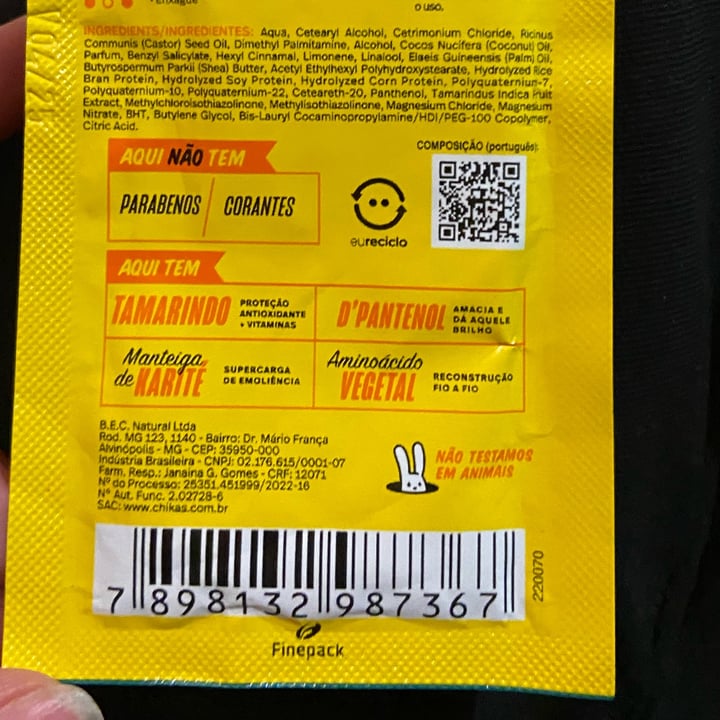 Enxágue
o uso.
INGREDIENTS/INGREDIENTES: Aqua, Cetearyl Alcohol, Cetrimonium Chloride, Ricinus
Communis (Castor) Seed Oil, Dimethyl Palmitamine, Alcohol, Cocos Nucifera (Coconut) Oil,
Parfum, Benzyl Salicylate, Hexyl Cinnamal, Limonene, Linalool, Elaeis Guineensis (Palm) Oil,
Butyrospermum Parkii (Shea) Butter, Acetyl Ethylhexyl Polyhydroxystearate, Hydrolyzed Rice
Bran Protein, Hydrolyzed Soy Protein, Hydrolyzed Corn Protein, Polyquaternium-7,
Polyquaternium-10, Polyquaternium-22, Ceteareth-20, Panthenol, Tamarindus Indica Fruit
Extract, Methylchloroisothiazolinone, Methylisothiazolinone, Magnesium Chloride, Magnesium
Nitrate, BHT, Butylene Glycol, Bis-Lauryl Cocaminopropylamine/HDI/PEG-100 Copolymer,
Citric Acid.
AQUI NÃO TEM
PARABENOS
CORANTES
eureciclo
COMPOSIÇÃO (português):
AQUI TEM
TAMARINDO
PROTEÇÃO
ANTIOXIDANTE
+ VITAMINAS
D'PANTENOL
AMACIA E
DÁ AQUELE
BRILHO
Manteiga
de KARITÉ
SUPERCARGA
DE EMOLIÊNCIA
Aminoácido
VEGETAL
RECONSTRUÇÃO
FIO A FIO
B.E.C. Natural Ltda
Rod. MG 123, 1140 - Bairro: Dr. Mário França
Alvinópolis - MG - CEP: 35950-000
Indústria Brasileira - CNPJ: 02.176.615/0001-07
Farm. Resp.: Janaina G. Gomes - CRF: 12071
Nº do Processo: 25351.451999/2022-16
Nº Aut. Func. 2.02728-6
SAC: www.chikas.com.br
NÃO TESTAMOS
EM ANIMAIS
7 898132 987367
220070
Finepack